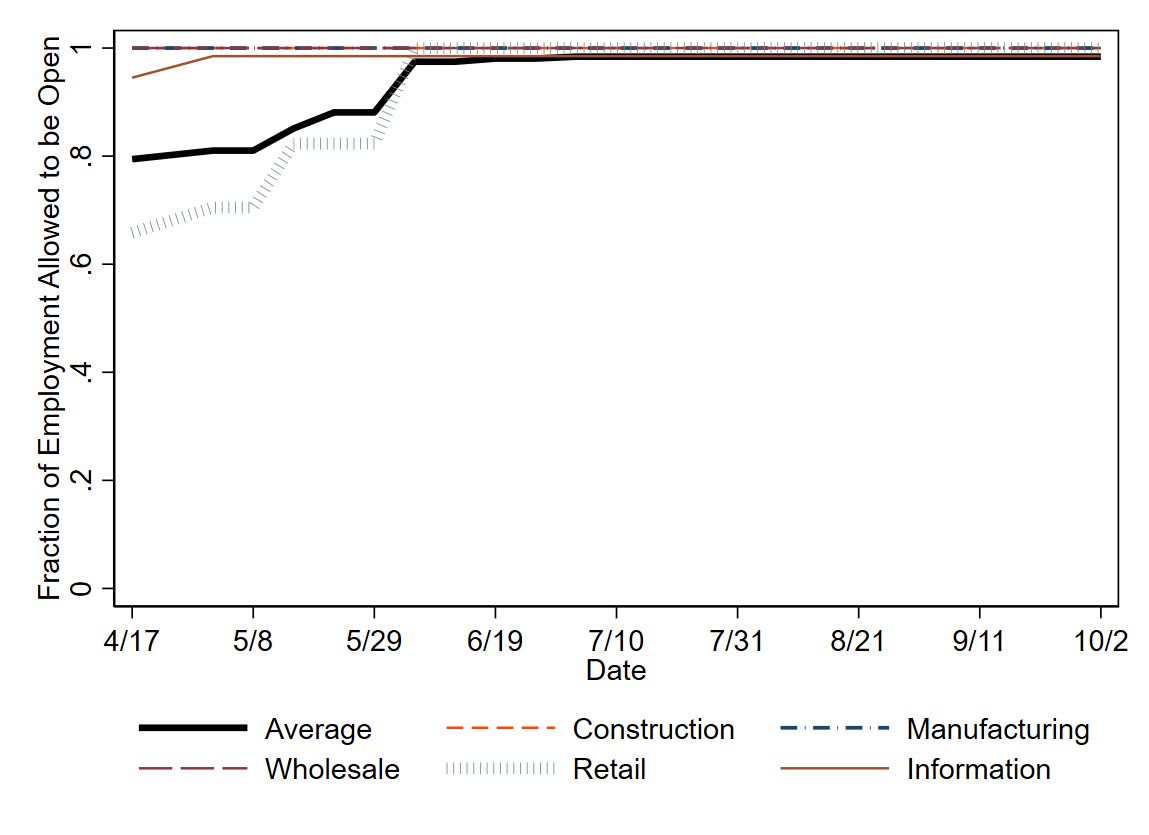 Fraction of Employment Allowed to be Open
1
.8
.6
.4
.2
0
4/17 5/8 5/29 6/19 7/10 7/31 8/21 9/11 10/2
Date
Average Construction Manufacturing
Wholesale Retail Information